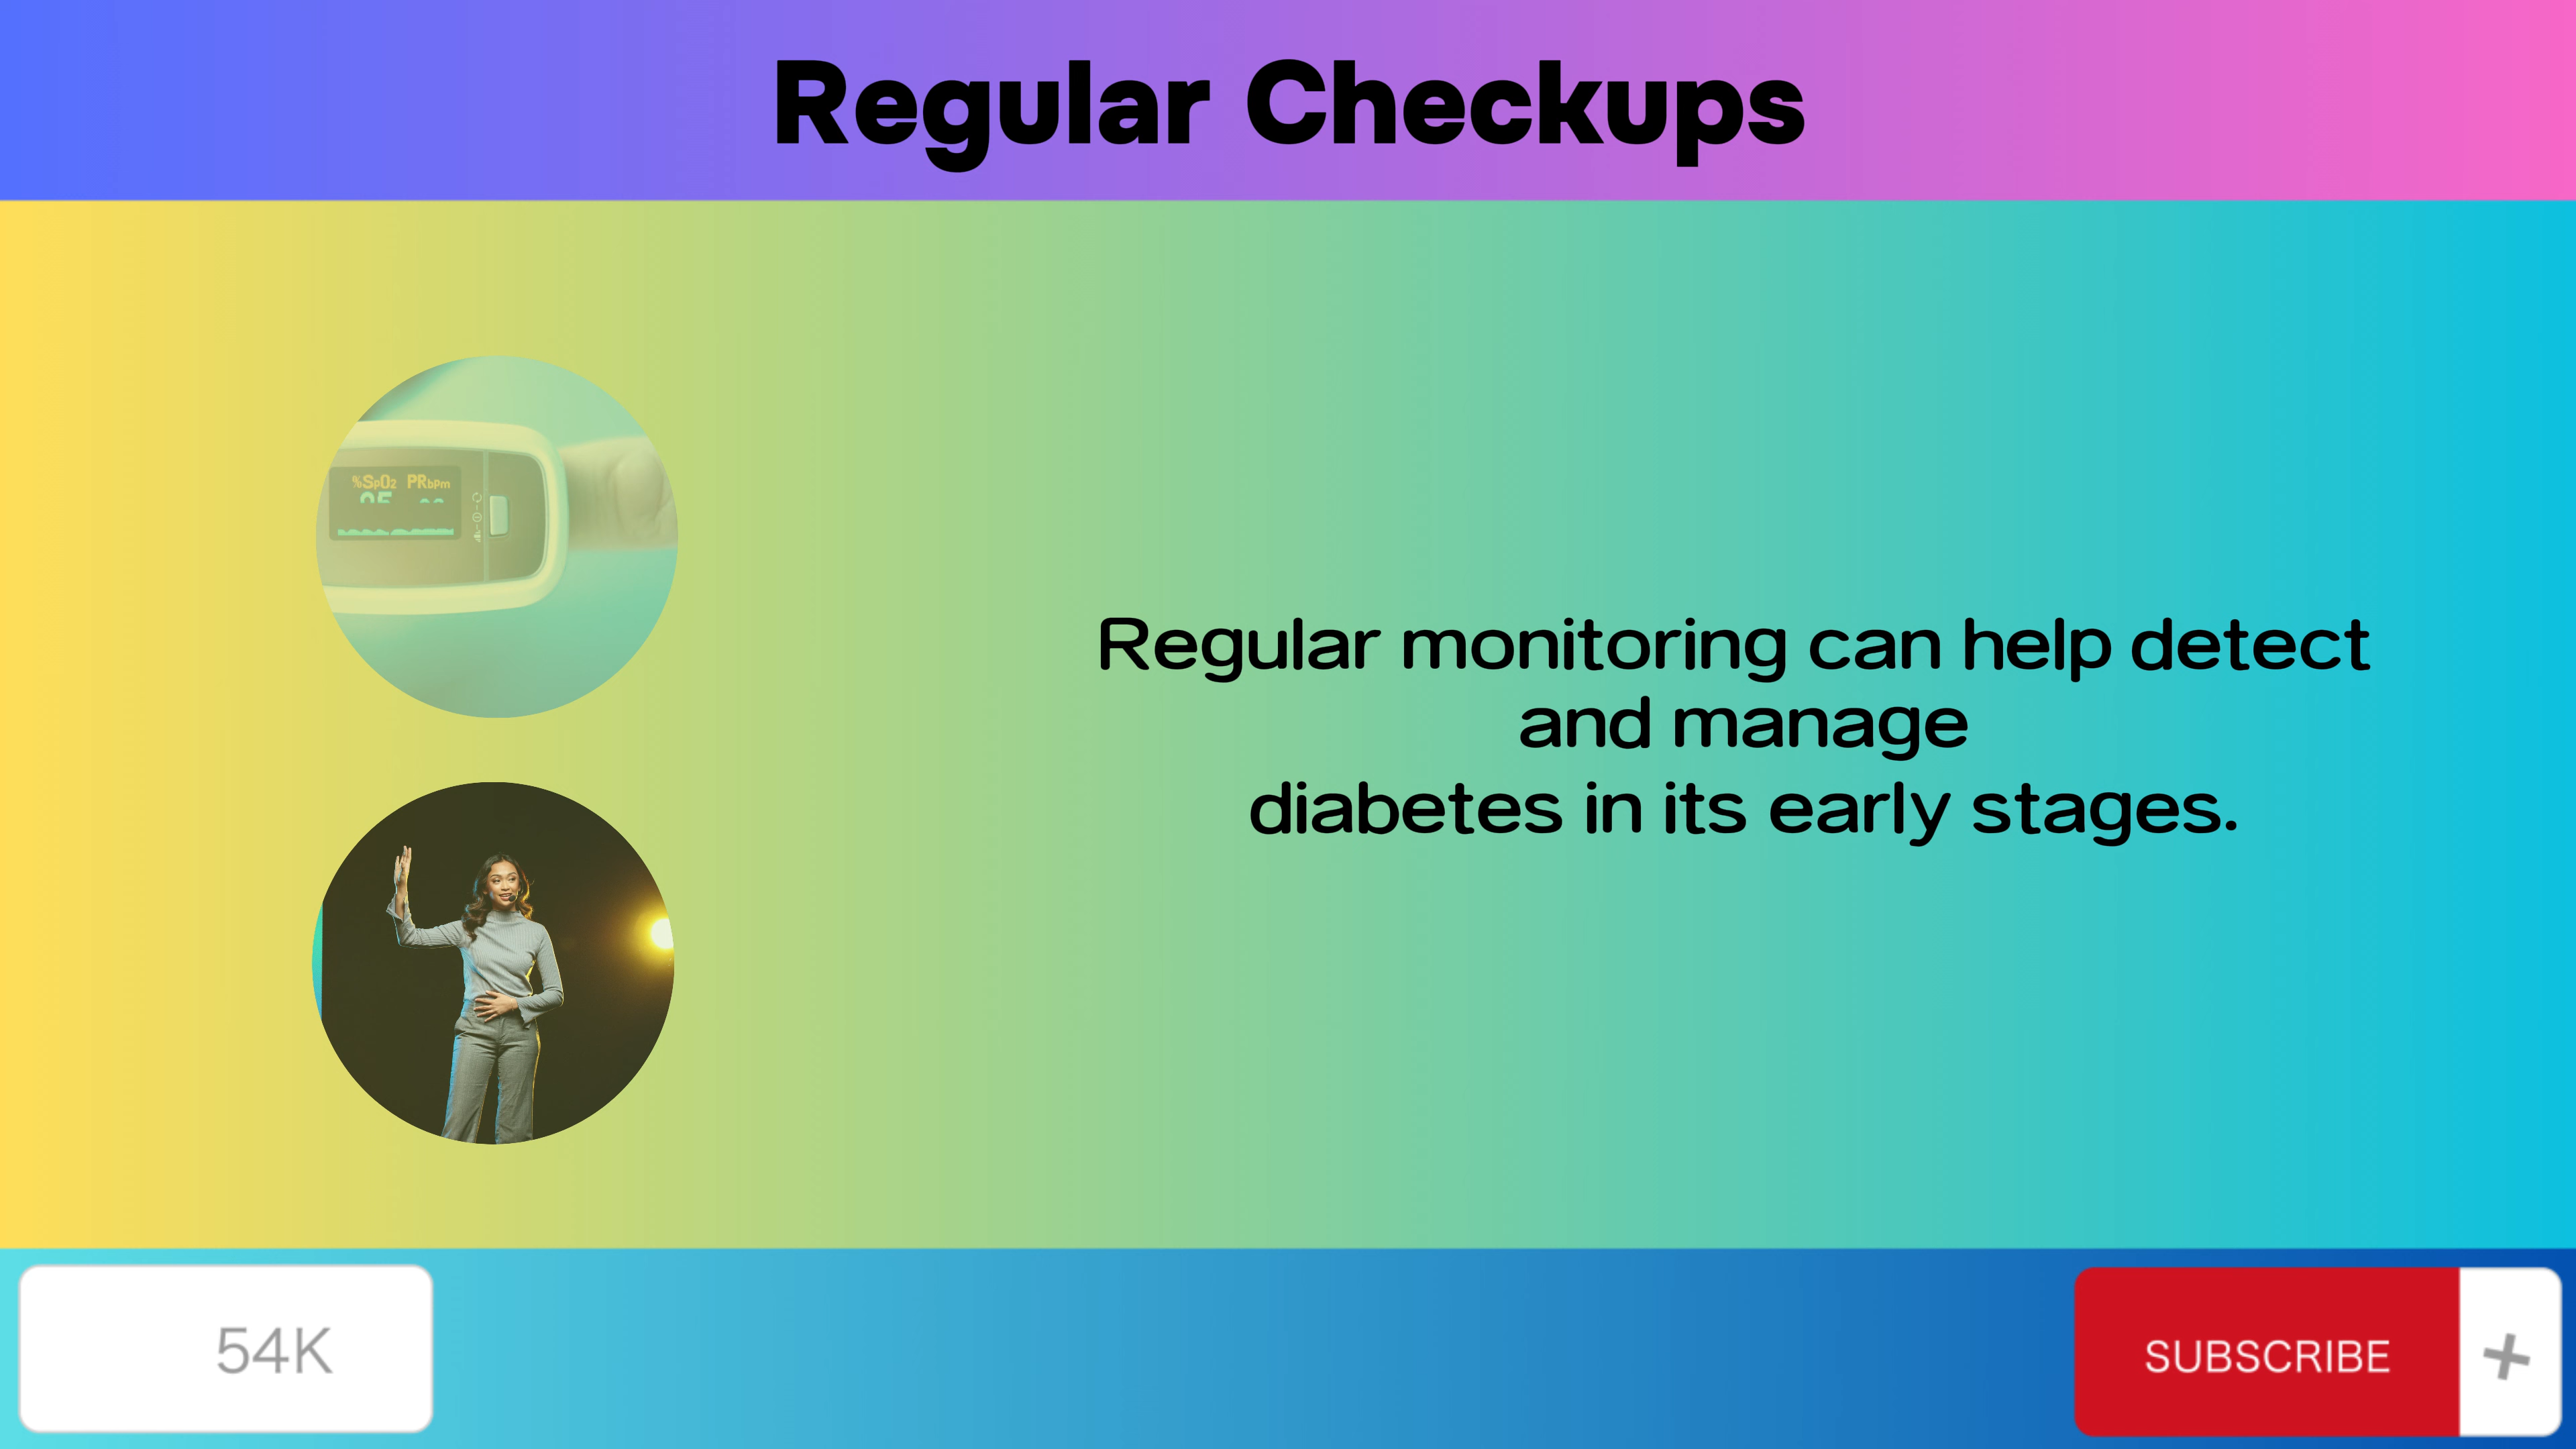 Regular Checkups
%SpO2 PRbpm
Regular monitoring can help detect
and manage
diabetes in its early stages.
54K
SUBSCRIBE
+